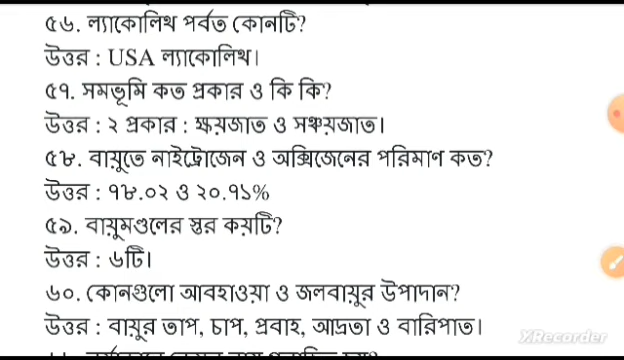 ৫৬. ল্যাকোলিথ পর্বত কোনটি?
উত্তর : USA ল্যাকোলিথ।
৫৭. সমভূমি কত প্রকার ও কি কি?
উত্তর : ২ প্রকার : ক্ষয়জাত ও সঞ্চয়জাত।
৫৮. বায়ুতে নাইট্রোজেন ও অক্সিজেনের পরিমাণ কত?
উত্তর : ৭৮.০২ ও ২০.৭১%
৫৯. বায়ুমণ্ডলের স্তর কয়টি?
উত্তর : ৬টি।
৬০. কোনগুলো আবহাওয়া ও জলবায়ুর উপাদান?
উত্তর : বায়ুর তাপ, চাপ, প্রবাহ, আদ্রতা ও বারিপাত।
XRecorder